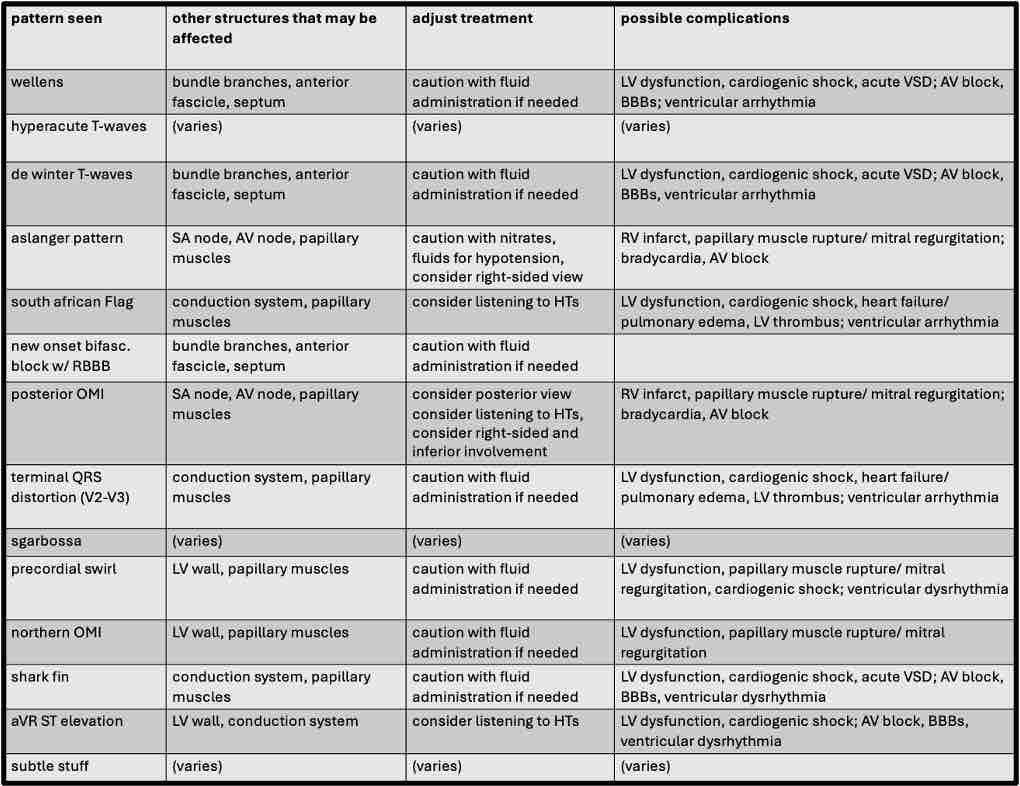 pattern seen
other structures that may be
affected
adjust treatment
possible complications
wellens
bundle branches, anterior
fascicle, septum
caution with fluid
administration if needed
LV dysfunction, cardiogenic shock, acute VSD; AV block,
BBBs; ventricular arrhythmia
hyperacute T-waves
(varies)
(varies)
(varies)
de winter T-waves
bundle branches, anterior
fascicle, septum
caution with fluid
administration if needed
LV dysfunction, cardiogenic shock, acute VSD; AV block,
BBBs, ventricular arrhythmia
aslanger pattern
SA node, AV node, papillary
muscles
caution with nitrates,
fluids for hypotension,
consider right-sided view
RV infarct, papillary muscle rupture/ mitral regurgitation;
bradycardia, AV block
south african Flag
conduction system, papillary
muscles
consider listening to HTs
LV dysfunction, cardiogenic shock, heart failure/
pulmonary edema, LV thrombus; ventricular arrhythmia
new onset bifasc.
block w/ RBBB
bundle branches, anterior
fascicle, septum
caution with fluid
administration if needed
posterior OMI
SA node, AV node, papillary
muscles
consider posterior view
consider listening to HTs,
consider right-sided and
inferior involvement
RV infarct, papillary muscle rupture/ mitral regurgitation;
bradycardia, AV block
terminal QRS
distortion (V2-V3)
conduction system, papillary
muscles
caution with fluid
administration if needed
LV dysfunction, cardiogenic shock, heart failure/
pulmonary edema, LV thrombus; ventricular arrhythmia
sgarbossa
(varies)
(varies)
(varies)
precordial swirl
LV wall, papillary muscles
caution with fluid
administration if needed
LV dysfunction, papillary muscle rupture/ mitral
regurgitation, cardiogenic shock; ventricular dysrhythmia
northern OMI
LV wall, papillary muscles
caution with fluid
administration if needed
LV dysfunction, papillary muscle rupture/ mitral
regurgitation
shark fin
conduction system, papillary
muscles
caution with fluid
administration if needed
LV dysfunction, cardiogenic shock, acute VSD; AV block,
BBBs, ventricular dysrhythmia
aVR ST elevation
LV wall, conduction system
consider listening to HTs
LV dysfunction, cardiogenic shock; AV block, BBBs,
ventricular dysrhythmia
subtle stuff
(varies)
(varies)
(varies)